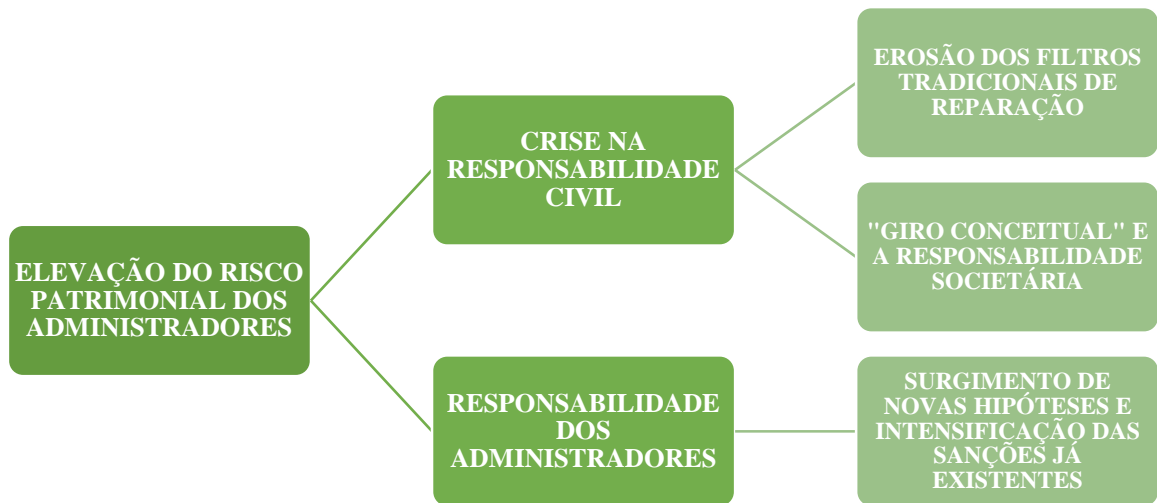 ELEVAÇÃO DO RISCO
PATRIMONIAL DOS
ADMINISTRADORES
CRISE NA
RESPONSABILIDADE
CIVIL
EROSÃO DOS FILTROS
TRADICIONAIS DE
REPARAÇÃO
"GIRO CONCEITUAL" E
A RESPONSABILIDADE
SOCIETÁRIA
RESPONSABILIDADE
DOS
ADMINISTRADORES
SURGIMENTO DE
NOVAS HIPÓTESES E
INTENSIFICAÇÃO DAS
SANÇÕES JÁ
EXISTENTES